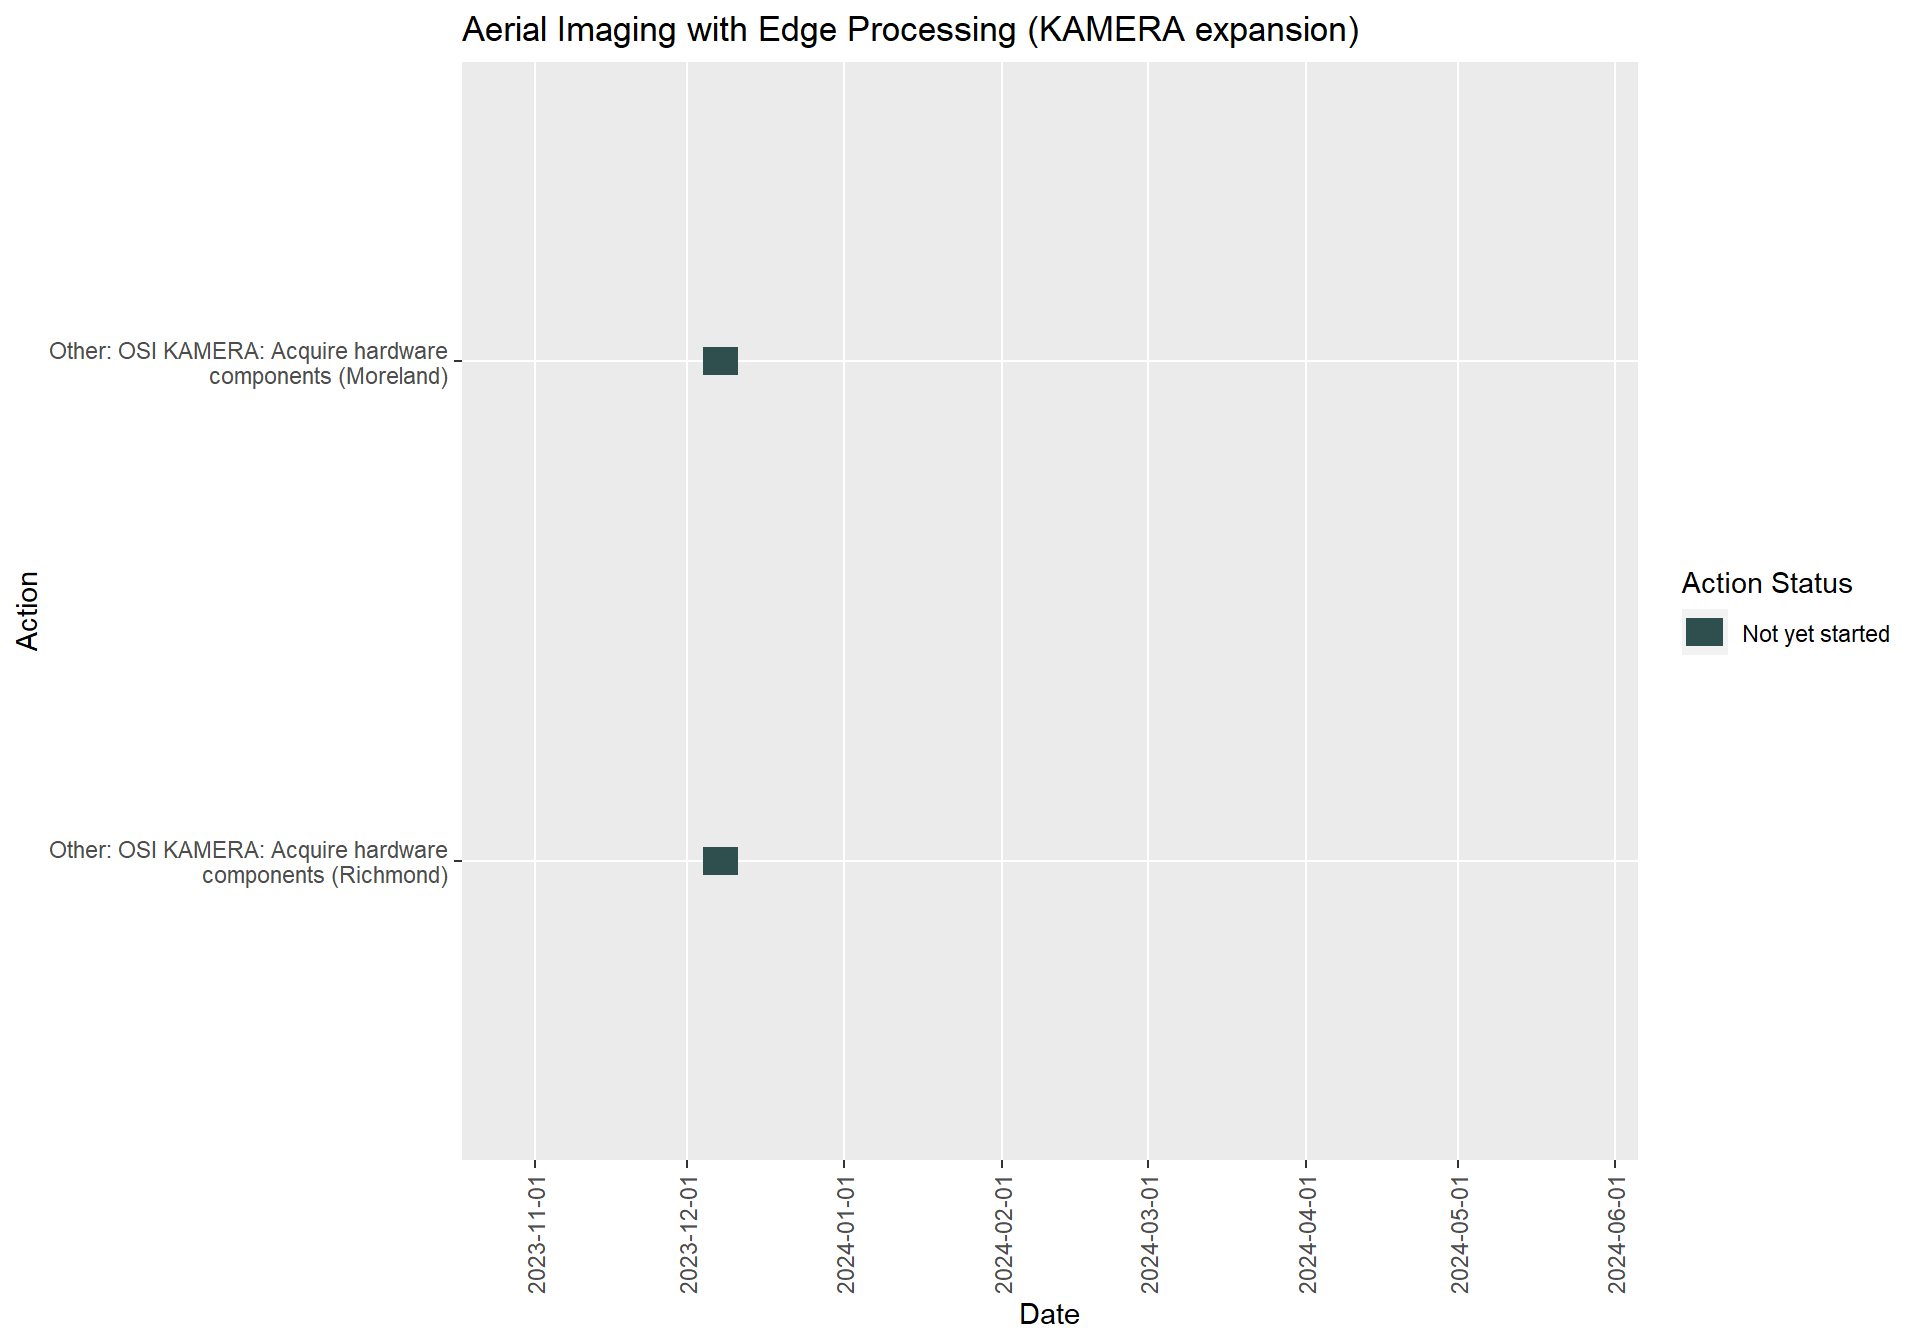 Aerial Imaging with Edge Processing (KAMERA expansion)
Other: OSI KAMERA: Acquire hardware
components (Moreland)
Other: OSI KAMERA: Acquire hardware
components (Richmond)
Action
Action Status
Not yet started
2023-11-01
2023-12-01
2024-01-01
2024-02-01
2024-03-01
2024-04-01
2024-05-01
2024-06-01
Date